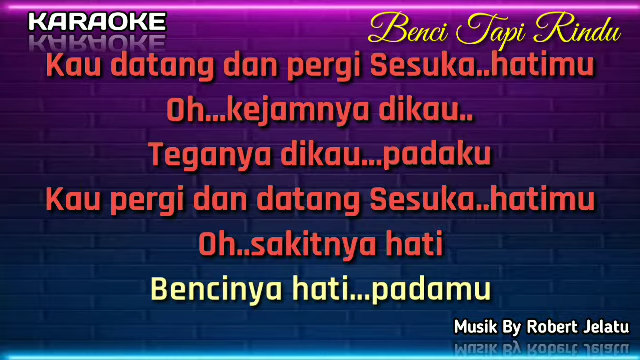 KARAOKE
Benci Tapi Rindu
Kau datang dan pergi Sesuka..hatimu
Oh...kejamnya dikau..
Teganya dikau...padaku
Kau pergi dan datang Sesuka..hatimu
Oh..sakitnya hati
Bencinya hati...padamu
Musik By Robert Jelatu